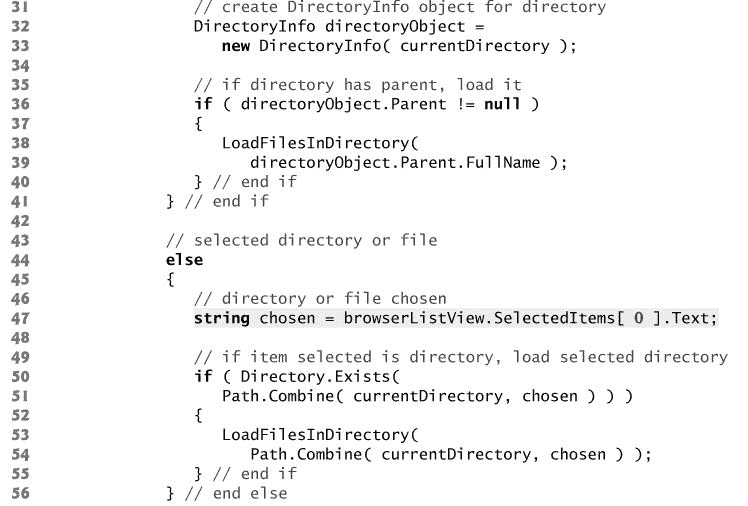 31 // create DirectoryInfo object for directory
32 DirectoryInfo directoryObject =
33 new DirectoryInfo( currentDirectory );
34
35 // if directory has parent, load it
36 if ( directoryObject.Parent != null )
37 {
38 LoadFilesInDirectory(
39 directoryObject.Parent.FullName );
40 } // end if
41 } // end if
42
43 // selected directory or file
44 else
45 {
46 // directory or file chosen
47 string chosen = browserListView.SelectedItems[ 0 ].Text;
48
49 // if item selected is directory, load selected directory
50 if ( Directory.Exists(
51 Path.Combine( currentDirectory, chosen ) ) )
52 {
53 LoadFilesInDirectory(
54 Path.Combine( currentDirectory, chosen ) );
55 } // end if
56 } // end else